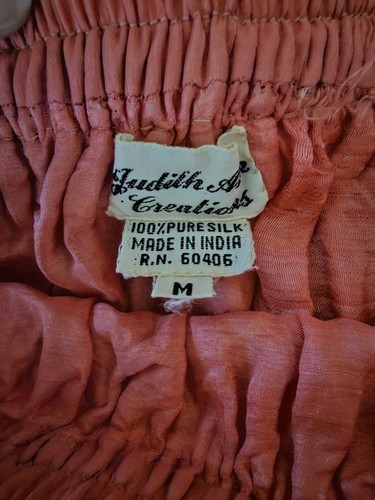 Judith
Creations
100% PURE SILK
MADE IN INDIA
R.N. 60406
M